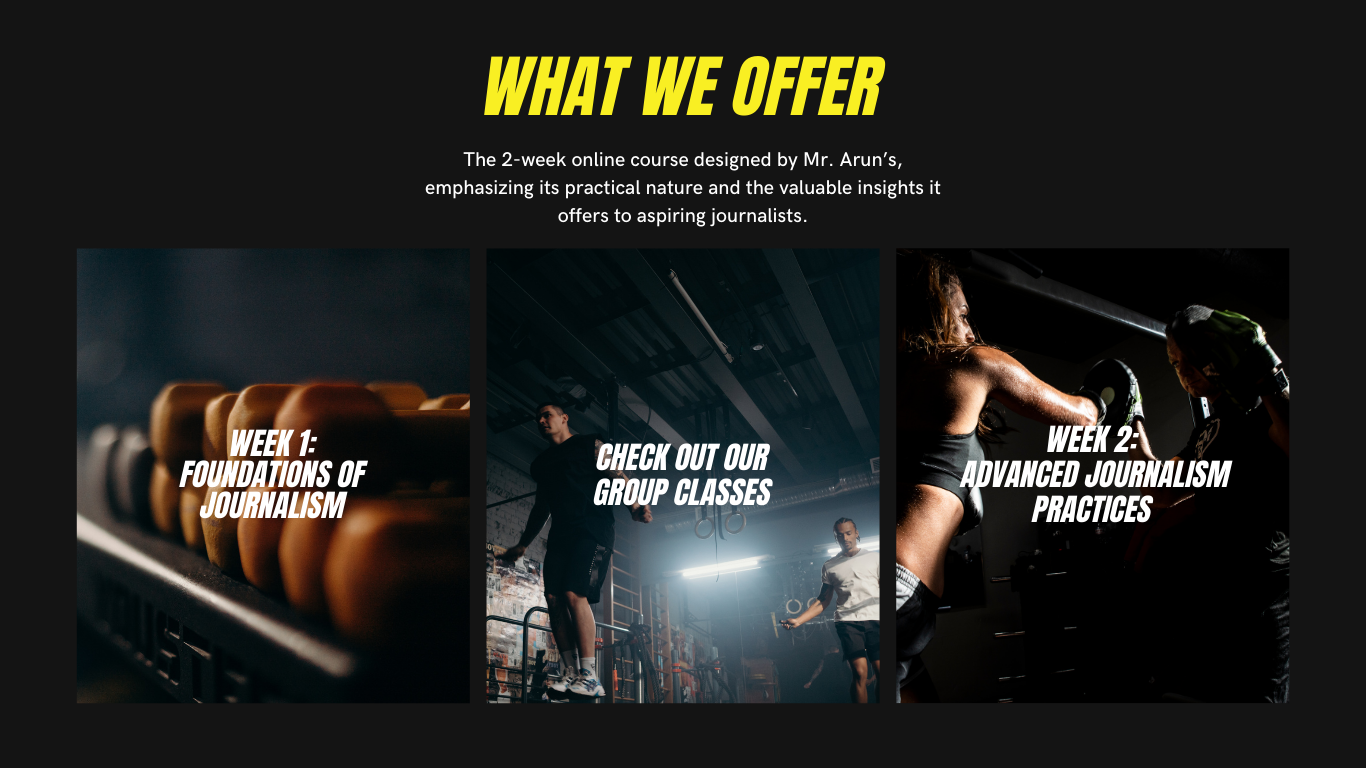 WHAT WE OFFER
The 2-week online course designed by Mr. Arun’s,
emphasizing its practical nature and the valuable insights it
offers to aspiring journalists.
WEEK 1:
FOUNDATIONS OF
JOURNALISM
CHECK OUT OUR
GROUP CLASSES
WEEK 2:
ADVANCED JOURNALISM
PRACTICES